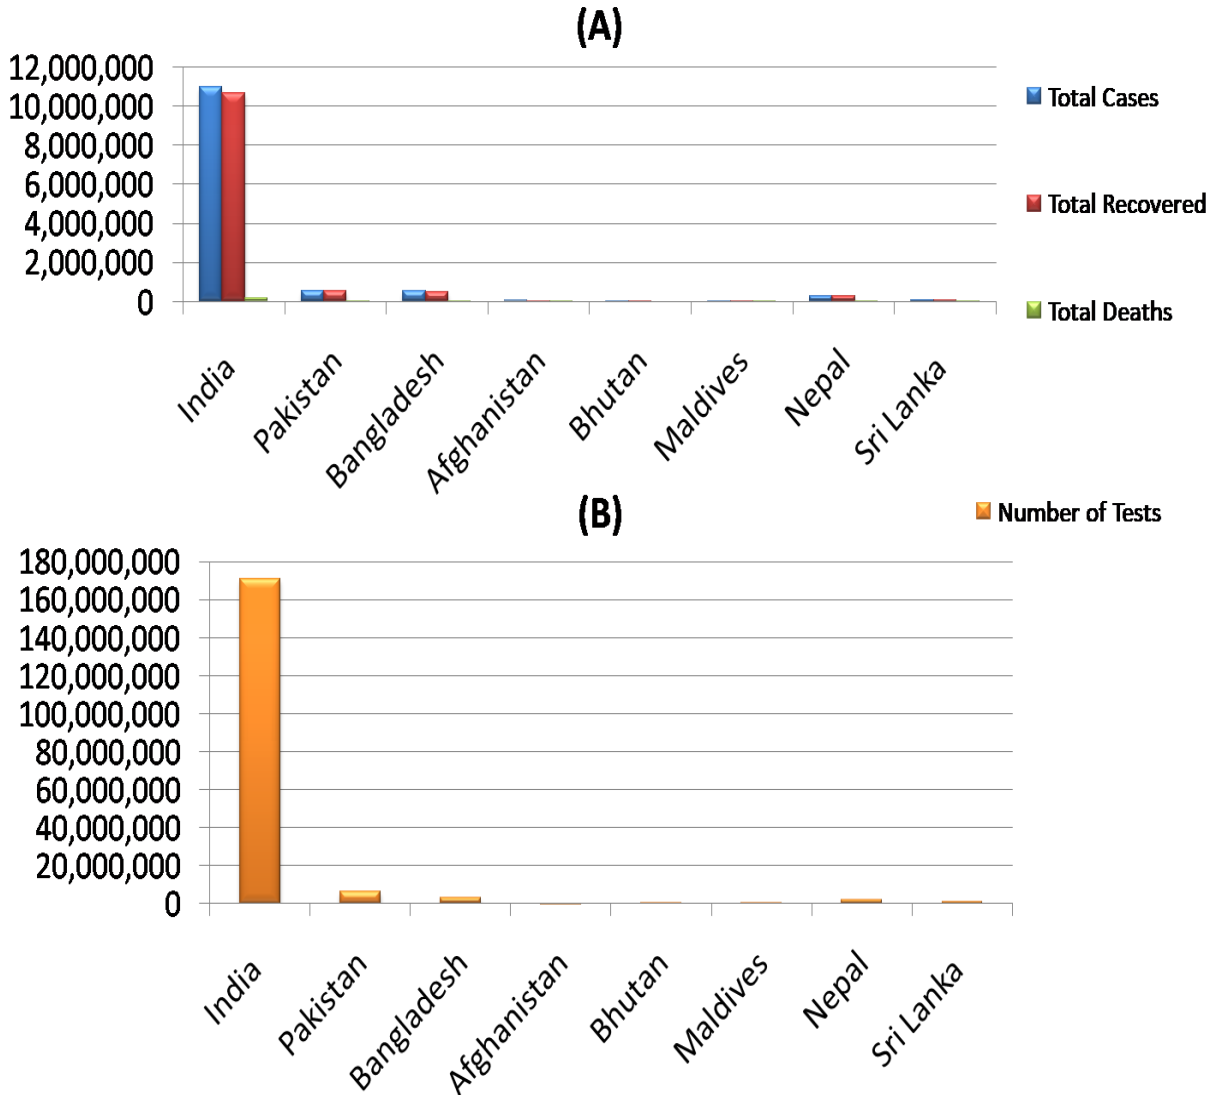 (A)
12,000,000
10,000,000
8,000,000
6,000,000
4,000,000
2,000,000
0
Total Cases
Total Recovered
Total Deaths
India
Pakistan
Bangladesh
Afghanistan
Bhutan
Maldives
Nepal
Sri Lanka
(B)
Number of Tests
180,000,000
160,000,000
140,000,000
120,000,000
100,000,000
80,000,000
60,000,000
40,000,000
20,000,000
0
India
Pakistan
Bangladesh
Afghanistan
Bhutan
Maldives
Nepal
Sri Lanka